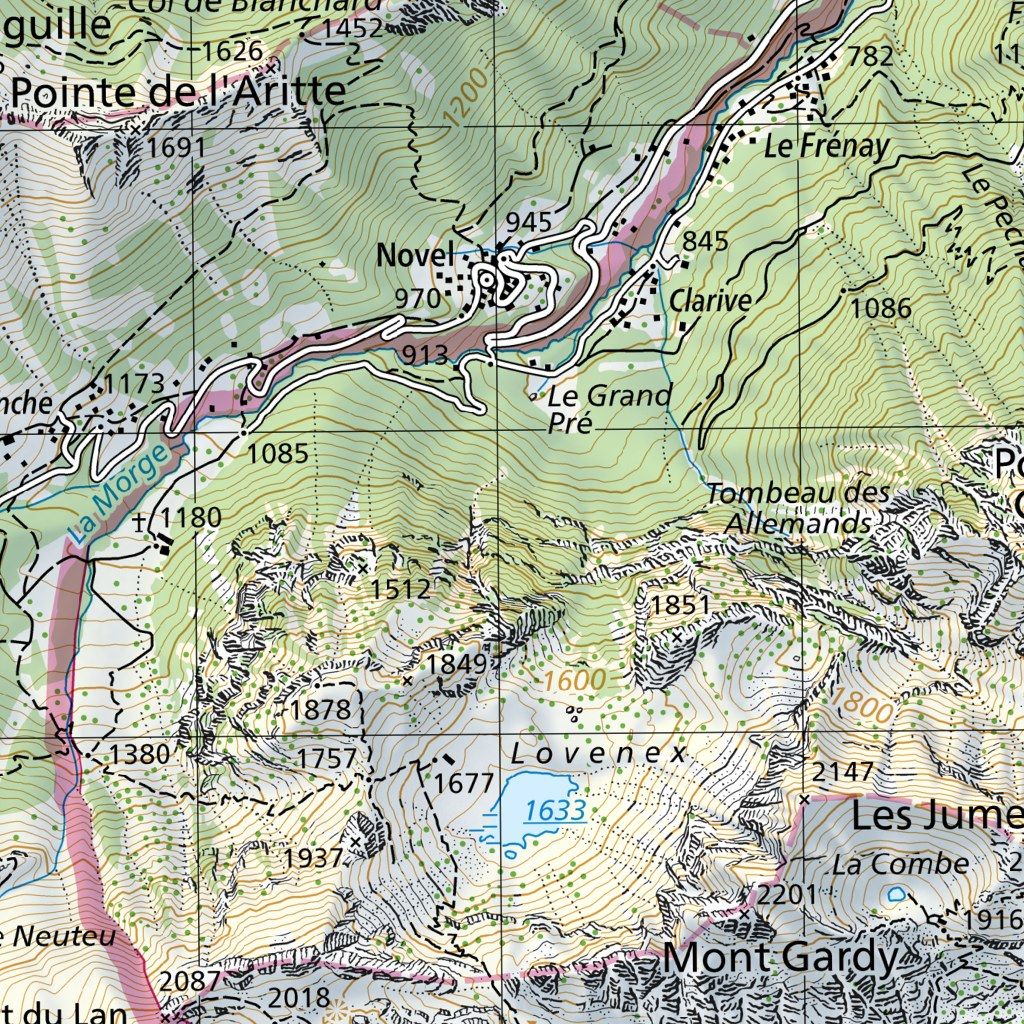 Col de Blanchard
guille
1452
1626
782
Pointe de l'Aritte
1200
1691
Le Frénay
945
845
Novel
970
Clarive
1086
913
1173
Le Grand
Pré
nche
1085
La Morge
Tombeau des
Allemands
1180
1512
1851
1849
1600
1878
1800
1380
1757
Lovenex
1677
2147
1633
Les Jume
1937
La Combe
2201
1916
e Neuteu
Mont Gardy
2087
2018
t du Lan